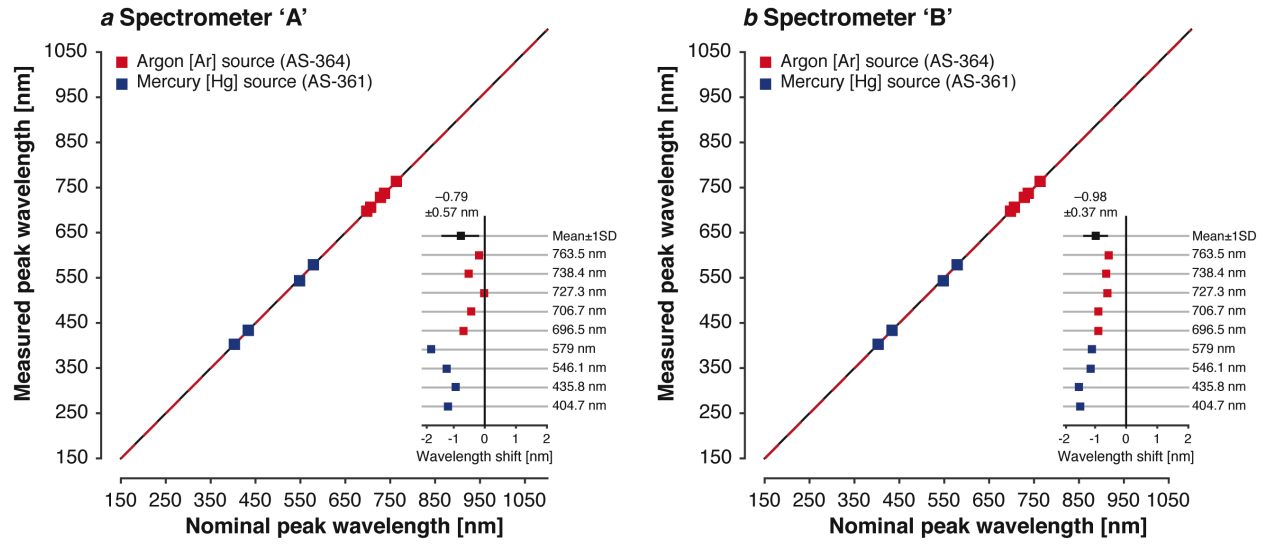 a Spectrometer ‘A’
Measured peak wavelength [nm]
1050
950
850
750
650
550
450
350
250
150
Argon [Ar] source (AS-364)
Mercury [Hg] source (AS-361)
–0.79
±0.57 nm
Mean±1SD
763.5 nm
738.4 nm
727.3 nm
706.7 nm
696.5 nm
579 nm
546.1 nm
435.8 nm
404.7 nm
-2 -1 0 1 2
Wavelength shift [nm]
150 250 350 450 550 650 750 850 950 1050
Nominal peak wavelength [nm]
b Spectrometer ‘B’
Measured peak wavelength [nm]
1050
950
850
750
650
550
450
350
250
150
Argon [Ar] source (AS-364)
Mercury [Hg] source (AS-361)
–0.98
±0.37 nm
Mean±1SD
763.5 nm
738.4 nm
727.3 nm
706.7 nm
696.5 nm
579 nm
546.1 nm
435.8 nm
404.7 nm
-2 -1 0 1 2
Wavelength shift [nm]
150 250 350 450 550 650 750 850 950 1050
Nominal peak wavelength [nm]